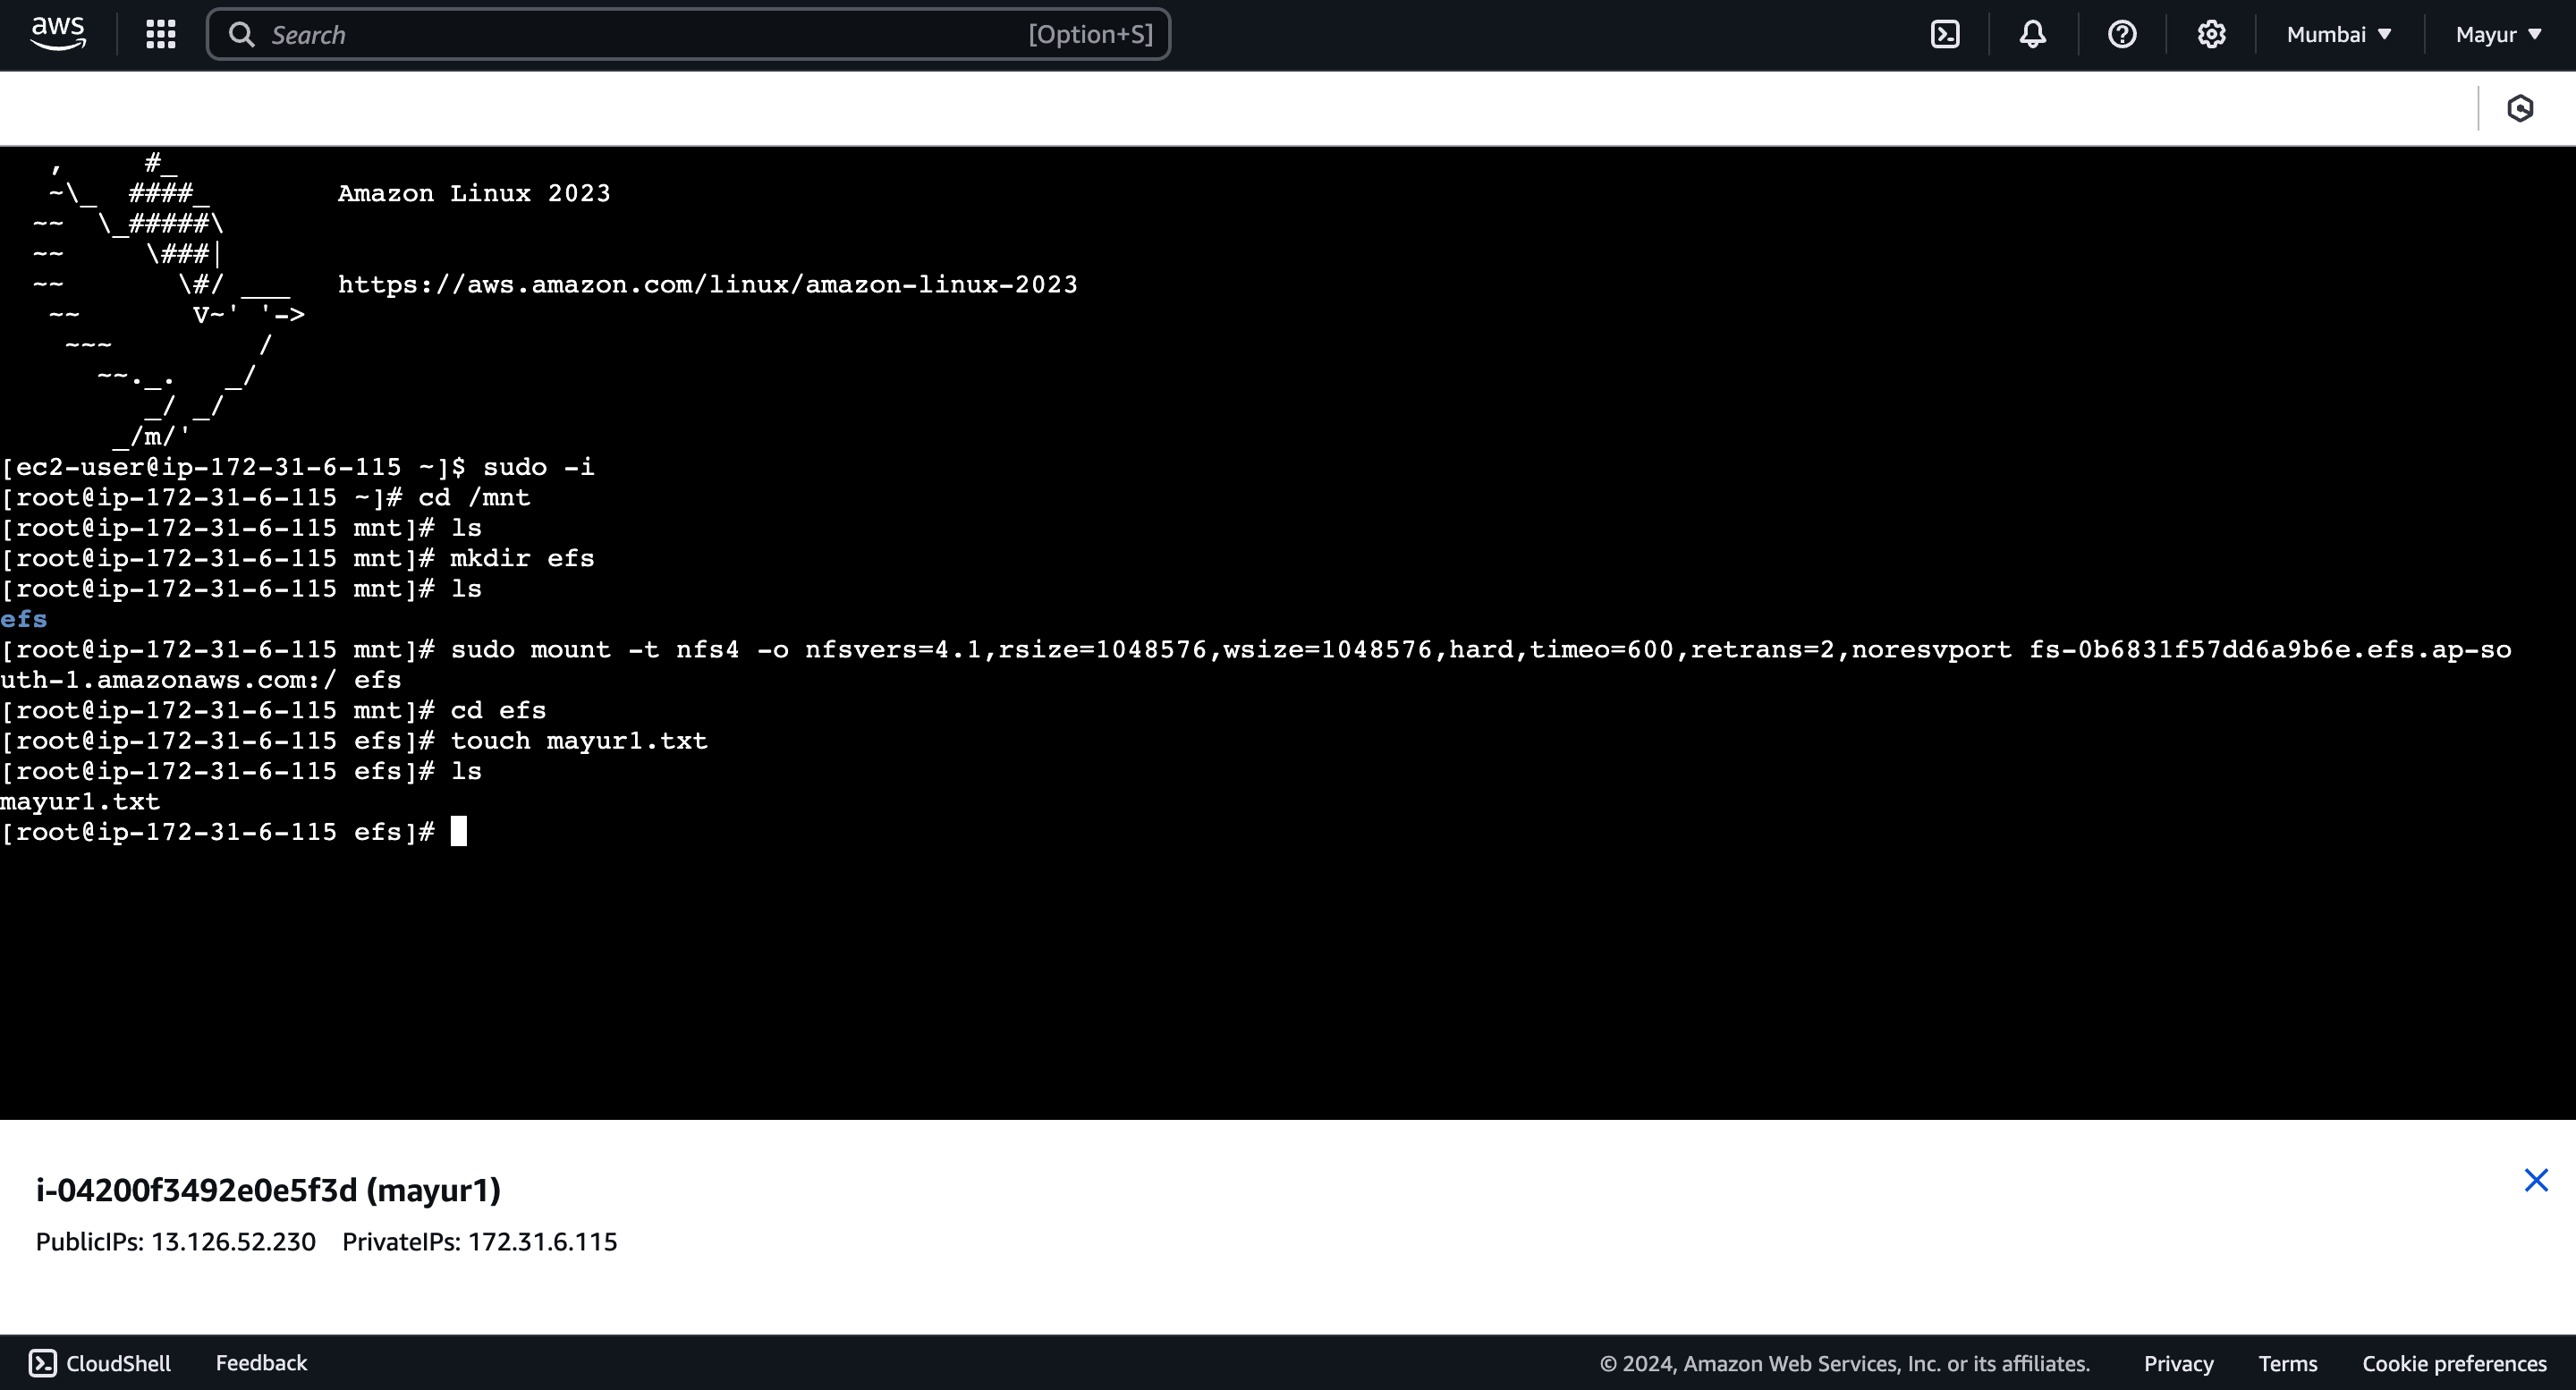 aws
Search
[Option+S]
Mumbai
Mayur
   ,     #_
   ~\_  ####_        Amazon Linux 2023
  ~~  \_#####\
  ~~     \###|
  ~~       \#/ ___   https://aws.amazon.com/linux/amazon-linux-2023
   ~~       V~' '->
    ~~~         /
      ~~._.   _/
         _/ _/
       _/m/'
[ec2-user@ip-172-31-6-115 ~]$ sudo -i
[root@ip-172-31-6-115 ~]# cd /mnt
[root@ip-172-31-6-115 mnt]# ls
[root@ip-172-31-6-115 mnt]# mkdir efs
[root@ip-172-31-6-115 mnt]# ls
efs
[root@ip-172-31-6-115 mnt]# sudo mount -t nfs4 -o nfsvers=4.1,rsize=1048576,wsize=1048576,hard,timeo=600,retrans=2,noresvport fs-0b6831f57dd6a9b6e.efs.ap-so
uth-1.amazonaws.com:/ efs
[root@ip-172-31-6-115 mnt]# cd efs
[root@ip-172-31-6-115 efs]# touch mayur1.txt
[root@ip-172-31-6-115 efs]# ls
mayur1.txt
[root@ip-172-31-6-115 efs]#
i-04200f3492e0e5f3d (mayur1)
PublicIPs: 13.126.52.230 PrivateIPs: 172.31.6.115
CloudShell
Feedback
© 2024, Amazon Web Services, Inc. or its affiliates.
Privacy
Terms
Cookie preferences